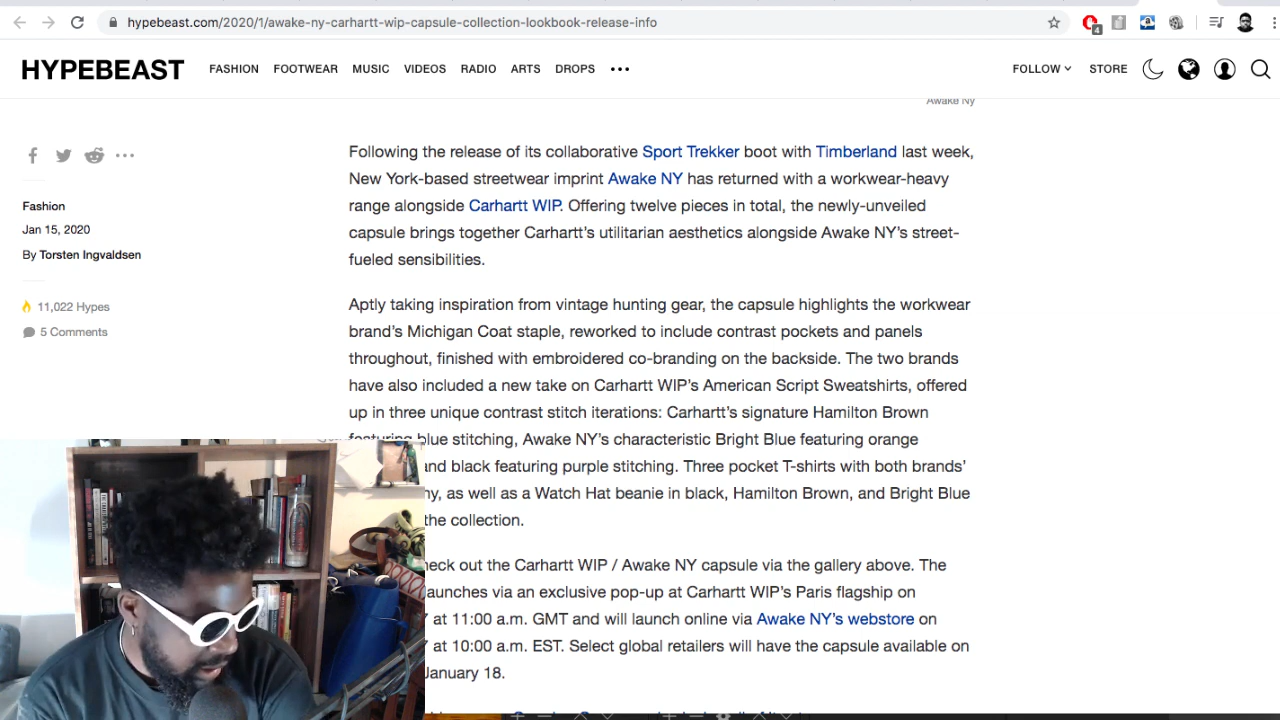 hypebeast.com/2020/1/awake-ny-carhartt-wip-capsule-collection-lookbook-release-info
4
HYPEBEAST
FASHION FOOTWEAR MUSIC VIDEOS RADIO ARTS DROPS
FOLLOW STORE
Awake Ny
Fashion
Jan 15, 2020
By Torsten Ingvaldsen
11,022 Hypes
5 Comments
Following the release of its collaborative Sport Trekker boot with Timberland last week,
New York-based streetwear imprint Awake NY has returned with a workwear-heavy
range alongside Carhartt WIP. Offering twelve pieces in total, the newly-unveiled
capsule brings together Carhartt’s utilitarian aesthetics alongside Awake NY’s street-
fueled sensibilities.
Aptly taking inspiration from vintage hunting gear, the capsule highlights the workwear
brand’s Michigan Coat staple, reworked to include contrast pockets and panels
throughout, finished with embroidered co-branding on the backside. The two brands
have also included a new take on Carhartt WIP’s American Script Sweatshirts, offered
up in three unique contrast stitch iterations: Carhartt’s signature Hamilton Brown
featuring blue stitching, Awake NY’s characteristic Bright Blue featuring orange
and black featuring purple stitching. Three pocket T-shirts with both brands’
as well as a Watch Hat beanie in black, Hamilton Brown, and Bright Blue
the collection.
out the Carhartt WIP / Awake NY capsule via the gallery above. The
via an exclusive pop-up at Carhartt WIP’s Paris flagship on
at 11:00 a.m. GMT and will launch online via Awake NY’s webstore on
at 10:00 a.m. EST. Select global retailers will have the capsule available on
January 18.